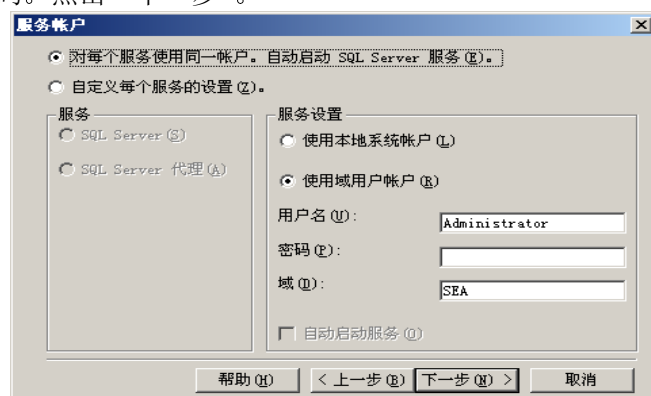 服务帐户
对每个服务使用同一帐户。自动启动 SQL Server 服务(E)。
自定义每个服务的设置(Z)。
服务
SQL Server(S)
SQL Server 代理(A)
服务设置
使用本地系统帐户(L)
使用域用户帐户(R)
用户名(U): Administrator
密码(P):
域(D): SEA
自动启动服务(O)
帮助(H) < 上一步(B) 下一步(N) > 取消